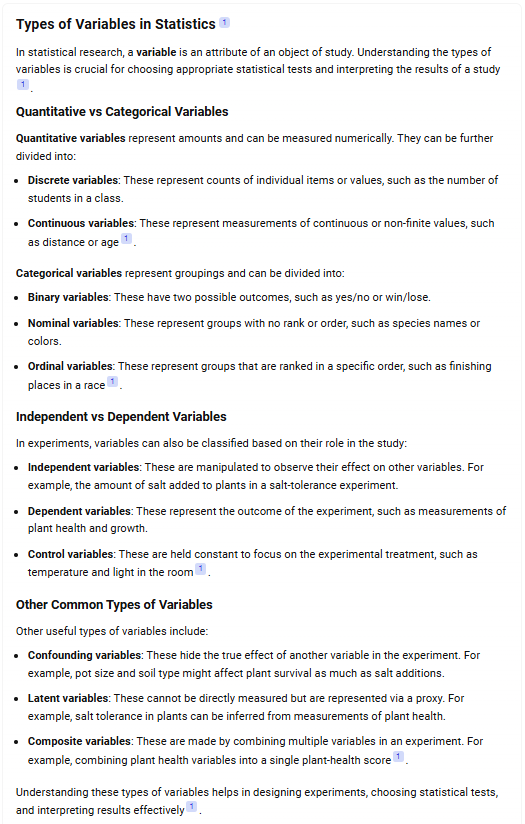 Types of Variables in Statistics 1
In statistical research, a variable is an attribute of an object of study. Understanding the types of
variables is crucial for choosing appropriate statistical tests and interpreting the results of a study
1 .
Quantitative vs Categorical Variables
Quantitative variables represent amounts and can be measured numerically. They can be further
divided into:
• Discrete variables: These represent counts of individual items or values, such as the number of
students in a class.
• Continuous variables: These represent measurements of continuous or non-finite values, such
as distance or age 1 .
Categorical variables represent groupings and can be divided into:
• Binary variables: These have two possible outcomes, such as yes/no or win/lose.
• Nominal variables: These represent groups with no rank or order, such as species names or
colors.
• Ordinal variables: These represent groups that are ranked in a specific order, such as finishing
places in a race 1 .
Independent vs Dependent Variables
In experiments, variables can also be classified based on their role in the study:
• Independent variables: These are manipulated to observe their effect on other variables. For
example, the amount of salt added to plants in a salt-tolerance experiment.
• Dependent variables: These represent the outcome of the experiment, such as measurements of
plant health and growth.
• Control variables: These are held constant to focus on the experimental treatment, such as
temperature and light in the room 1 .
Other Common Types of Variables
Other useful types of variables include:
• Confounding variables: These hide the true effect of another variable in the experiment. For
example, pot size and soil type might affect plant survival as much as salt additions.
• Latent variables: These cannot be directly measured but are represented via a proxy. For
example, salt tolerance in plants can be inferred from measurements of plant health.
• Composite variables: These are made by combining multiple variables in an experiment. For
example, combining plant health variables into a single plant-health score 1 .
Understanding these types of variables helps in designing experiments, choosing statistical tests,
and interpreting results effectively 1 .